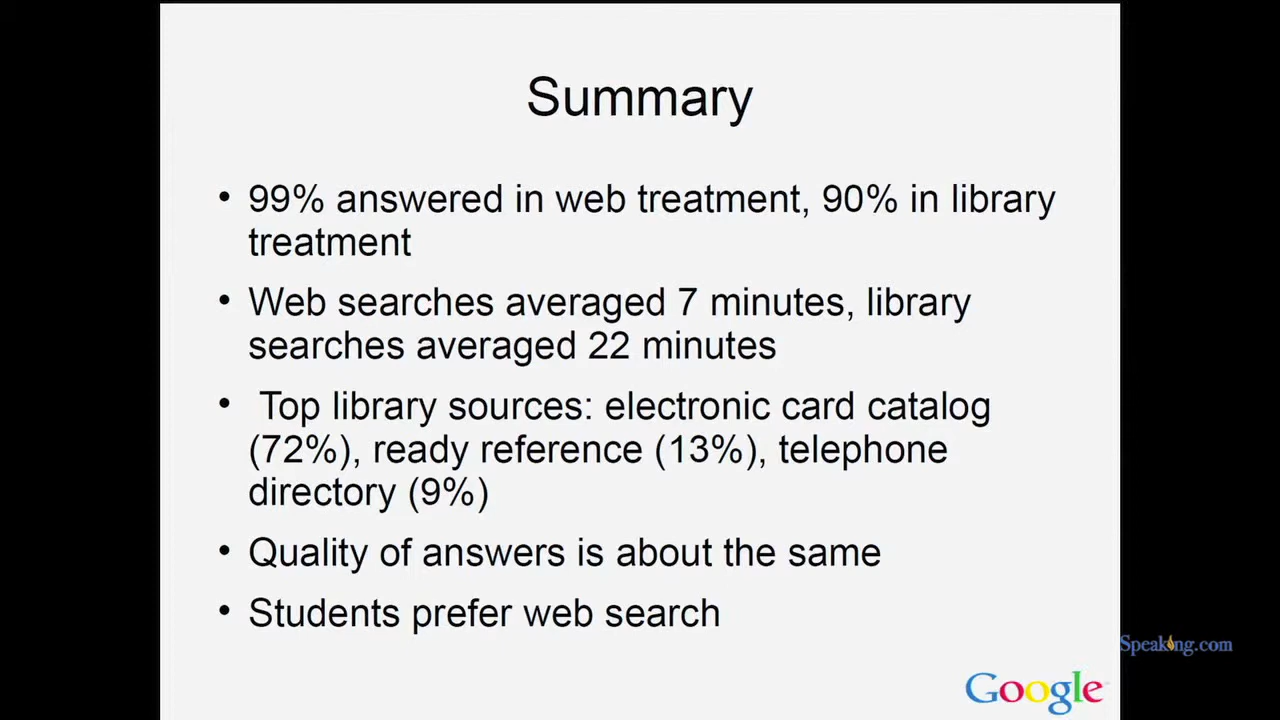 Summary
• 99% answered in web treatment, 90% in library
treatment
• Web searches averaged 7 minutes, library
searches averaged 22 minutes
• Top library sources: electronic card catalog
(72%), ready reference (13%), telephone
directory (9%)
• Quality of answers is about the same
• Students prefer web search
Speaking.com
Google